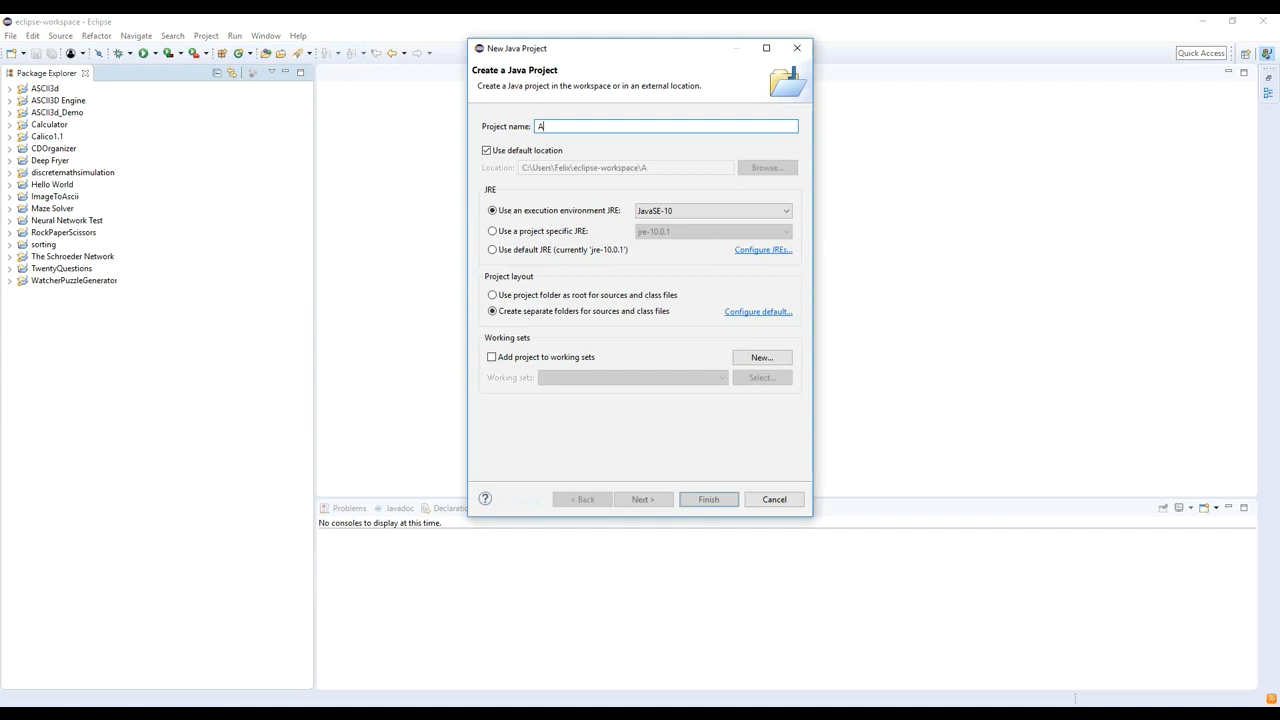 eclipse-workspace - Eclipse
File Edit Source Refactor Navigate Search Project Run Window Help
Quick Access
Package Explorer
ASCII3d
ASCII3D Engine
ASCII3d_Demo
Calculator
Calico1.1
CDOrganizer
Deep Fryer
discretemathsimulation
Hello World
ImageToAscii
Maze Solver
Neural Network Test
RockPaperScissors
sorting
The Schroeder Network
TwentyQuestions
WatcherPuzzleGenerator
New Java Project
Create a Java Project
Create a Java project in the workspace or in an external location.
Project name: A
Use default location
Location: C:\Users\Felix\eclipse-workspace\A Browse...
JRE
Use an execution environment JRE: JavaSE-10
Use a project specific JRE: jre-10.0.1
Use default JRE (currently 'jre-10.0.1') Configure JREs...
Project layout
Use project folder as root for sources and class files
Create separate folders for sources and class files Configure default...
Working sets
Add project to working sets New...
Working sets: Select...
? < Back Next > Finish Cancel
Problems Javadoc Declaratio
No consoles to display at this time.